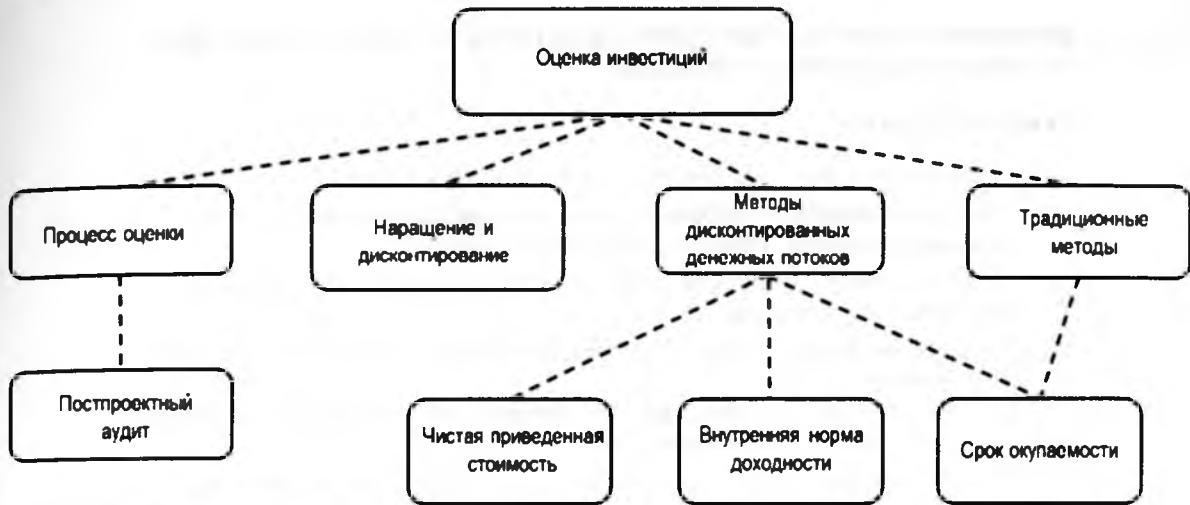 Оценка инвестиций
Процесс оценки
Наращение и
дисконтирование
Методы
дисконтированных
денежных потоков
Традиционные
методы
Постпроектный
аудит
Чистая приведенная
стоимость
Внутренняя норма
доходности
Срок окупаемости